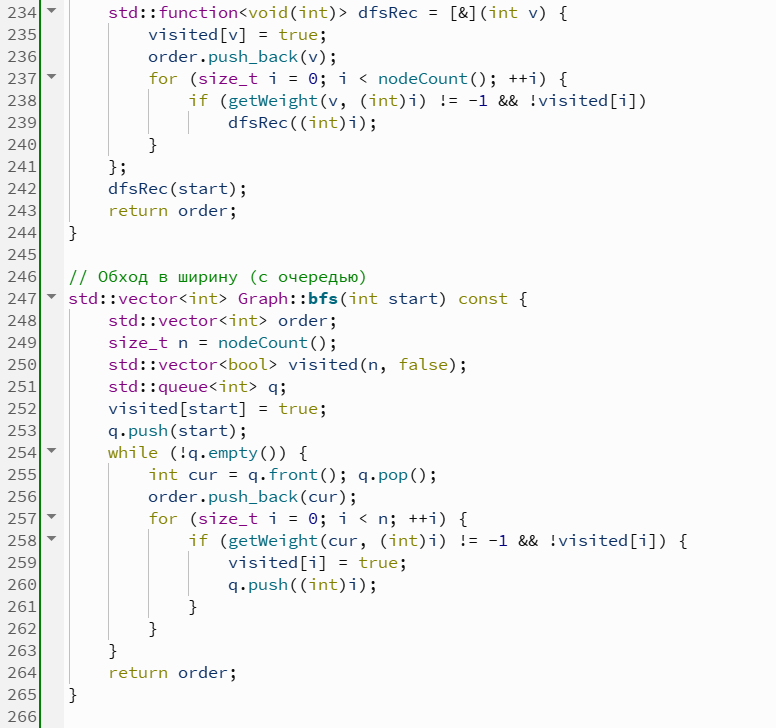 234 std::function<void(int)> dfsRec = [&](int v) {
235 visited[v] = true;
236 order.push_back(v);
237 for (size_t i = 0; i < nodeCount(); ++i) {
238 if (getWeight(v, (int)i) != -1 && !visited[i])
239 dfsRec((int)i);
240 }
241 };
242 dfsRec(start);
243 return order;
244 }
245
246 // Обход в ширину (с очередью)
247 std::vector<int> Graph::bfs(int start) const {
248 std::vector<int> order;
249 size_t n = nodeCount();
250 std::vector<bool> visited(n, false);
251 std::queue<int> q;
252 visited[start] = true;
253 q.push(start);
254 while (!q.empty()) {
255 int cur = q.front(); q.pop();
256 order.push_back(cur);
257 for (size_t i = 0; i < n; ++i) {
258 if (getWeight(cur, (int)i) != -1 && !visited[i]) {
259 visited[i] = true;
260 q.push((int)i);
261 }
262 }
263 }
264 return order;
265 }
266